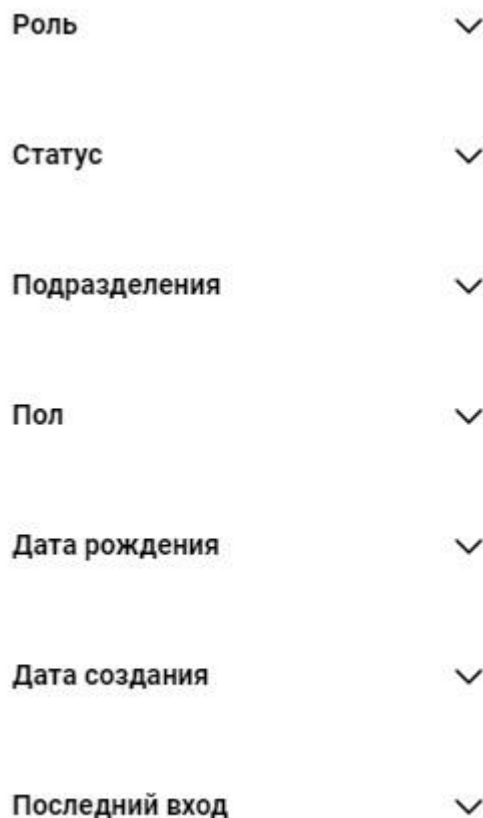 Роль
Статус
Подразделения
Пол
Дата рождения
Дата создания
Последний вход